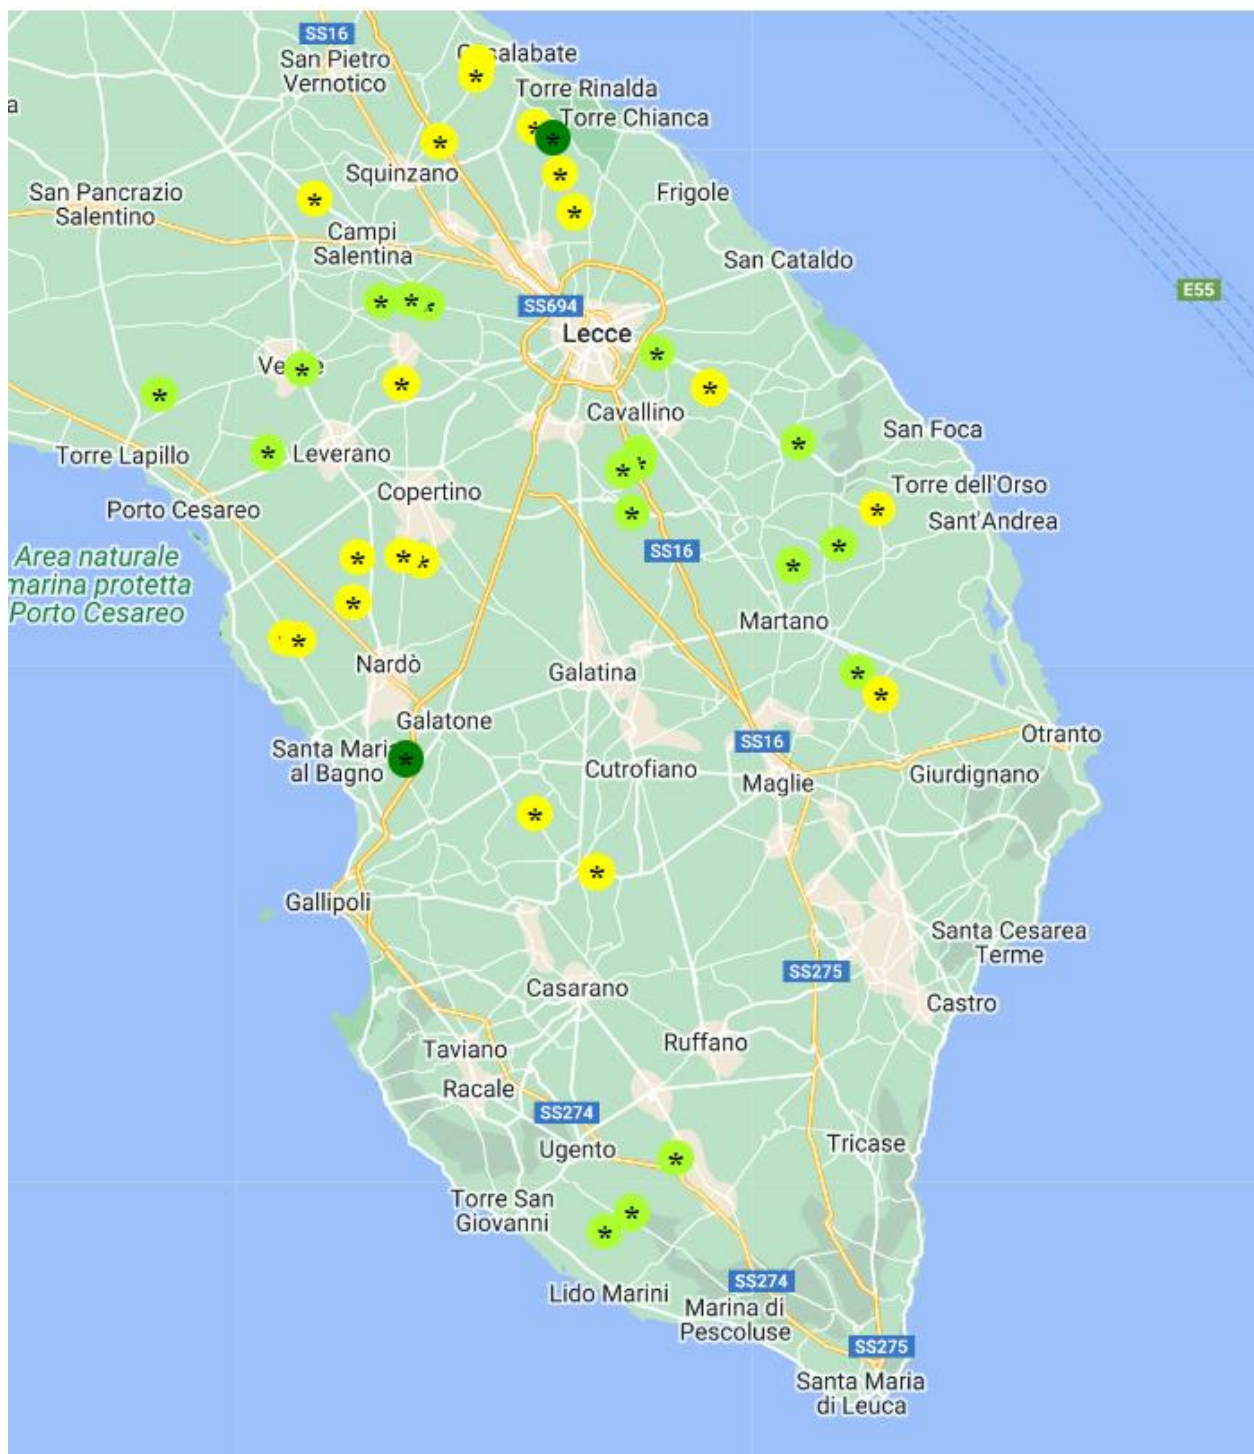 SS16
San Pietro
Vernotico
Casalabate
Torre Rinalda
Torre Chianca
a
Squinzano
San Pancrazio
Salentino
Frigole
Campi
Salentina
San Cataldo
E55
SS694
Lecce
Cavallino
San Foca
Torre Lapillo
Leverano
Copertino
Torre dell'Orso
Porto Cesareo
Sant'Andrea
SS16
Area naturale
marina protetta
Porto Cesareo
Martano
Nardò
Galatina
Galatone
Santa Maria
al Bagno
SS16
Otranto
Cutrofiano
Maglie
Giurdignano
Gallipoli
Santa Cesarea
Terme
SS275
Casarano
Castro
Taviano
Ruffano
Racale
SS274
Ugento
Tricase
Torre San
Giovanni
SS274
Lido Marini
Marina di
Pescoluse
SS275
Santa Maria
di Leuca